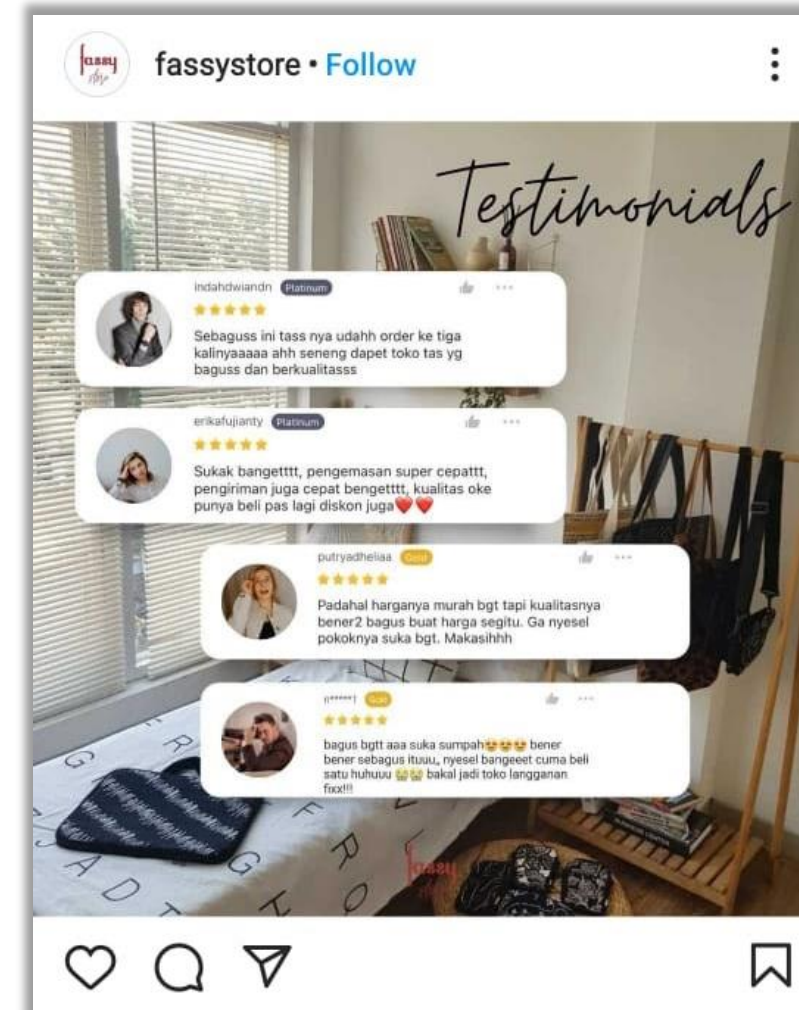 fassy
store
fassystore • Follow
Testimonials
indahdwiandn Platinum
Sebaguss ini tass nya udahh order ke tiga
kalinyaaaaa ahh seneng dapet toko tas yg
baguss dan berkualitasss
erikafujianty Platinum
Sukak bangetttt, pengemasan super cepattt,
pengiriman juga cepat bengetttt, kualitas oke
punya beli pas lagi diskon juga❤️❤️
putryadheliaa Gold
Padahal harganya murah bgt tapi kualitasnya
bener2 bagus buat harga segitu. Ga nyesel
pokoknya suka bgt. Makasihhh
Gold
bagus bgtt aaa suka sumpah😍😍😍 bener
bener sebagus ituuu, nyesel bangeeet cuma beli
satu huhuuu 😭😭 bakal jadi toko langganan
fixx!!!
G
R
F
R
G
R
J A D T
H
O
fassy